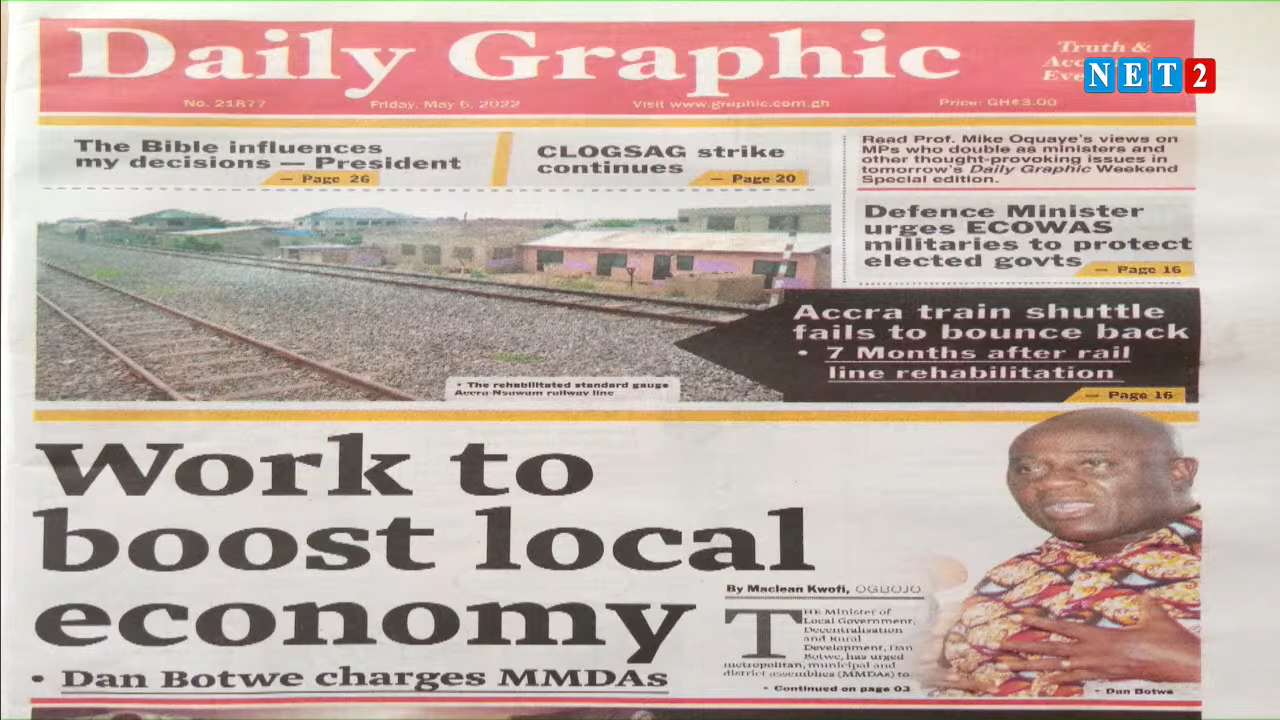 Daily Graphic
Truth &
NET2
No. 21877
Friday, May 6, 2022
Visit www.graphic.com.gh
Price: GH¢3.00
The Bible influences
my decisions — President
— Page 26
CLOGSAG strike
continues
— Page 20
Read Prof. Mike Oquaye's views on
MPs who double as ministers and
other thought-provoking issues in
tomorrow's Daily Graphic Weekend
Special edition.
Defence Minister
urges ECOWAS
militaries to protect
elected govts
— Page 16
Accra train shuttle
fails to bounce back
• 7 Months after rail
line rehabilitation
— Page 16
• The rehabilitated standard gauge
Accra-Nsawam railway line
Work to
boost local
economy
• Dan Botwe charges MMDAs
By Maclean Kwofi, OGBOJO
THE Minister of
Local Government,
Decentralisation
and Rural
Development, Dan
Botwe, has urged
metropolitan, municipal and
district assemblies (MMDAs) to
• Continued on page 03
• Dan Botwe